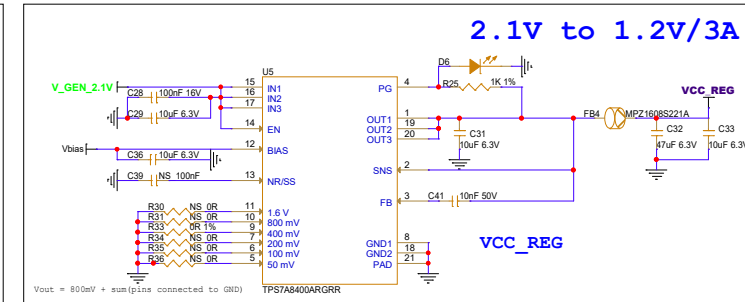 2.1V to 1.2V/3A
U5
D6
V_GEN_2.1V
C28 100nF 16V
C29 10µF 6.3V
15 IN1
16 IN2
17 IN3
14 EN
PG 4
R25 1K 1%
OUT1 1
OUT2 19
OUT3 20
C31
10uF 6.3V
FB4 MPZ1608S221A
VCC_REG
C32
47uF 6.3V
C33
10uF 6.3V
Vbias
12 BIAS
C36 10uF 6.3V
C39 NS 100nF
13 NR/SS
SNS 2
FB 3
C41 10nF 50V
R30 NS 0R 11 1.6 V
R31 NS 0R 10 800 mV
R33 0R 1% 9 400 mV
R34 NS 0R 7 200 mV
R35 NS 0R 6 100 mV
R36 NS 0R 5 50 mV
GND1 8
GND2 18
PAD 21
VCC_REG
Vout = 800mV + sum(pins connected to GND)
TPS7A8400ARGRR